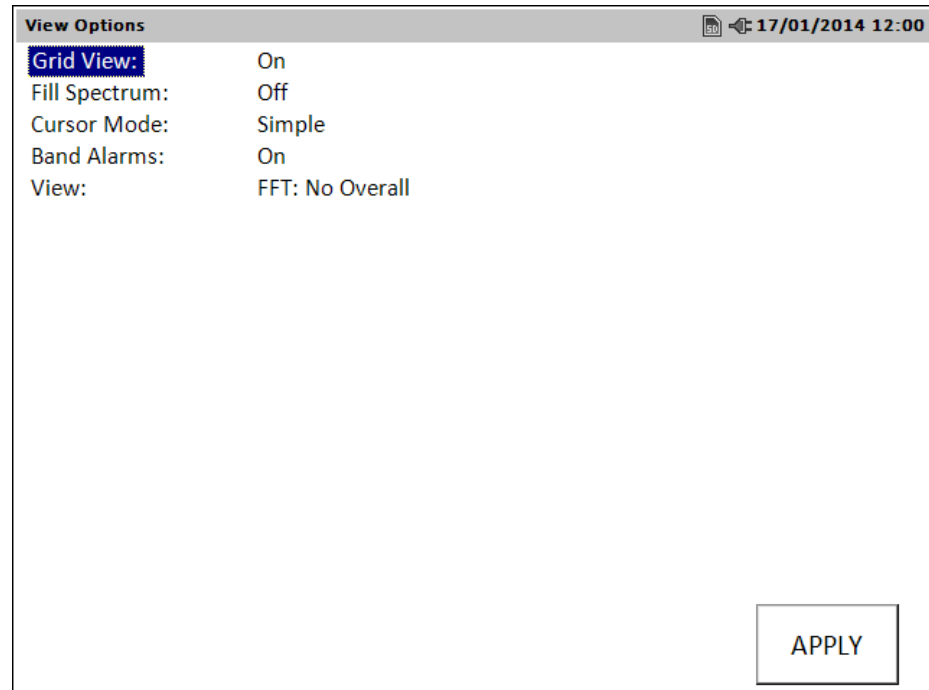 View Options 17/01/2014 12:00
Grid View: On
Fill Spectrum: Off
Cursor Mode: Simple
Band Alarms: On
View: FFT: No Overall
APPLY